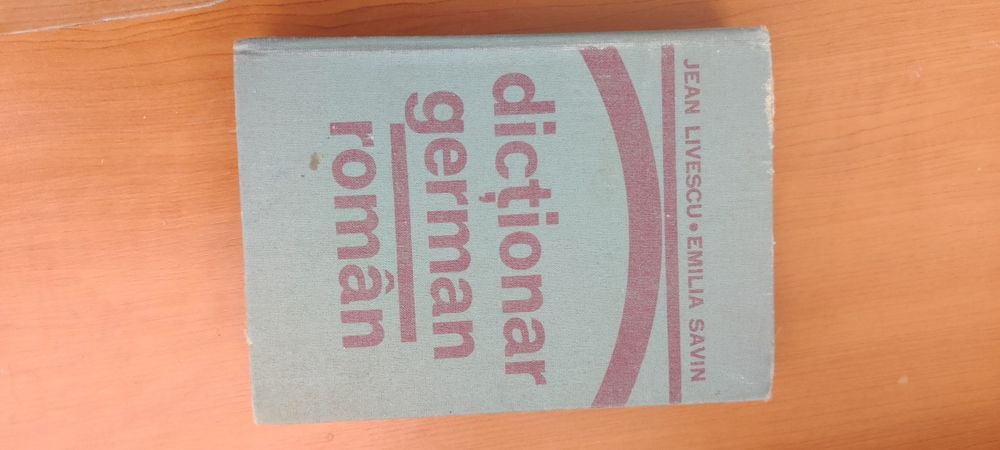 JEAN LIVESCU • EMILIA SAVIN
dicționar
german
român